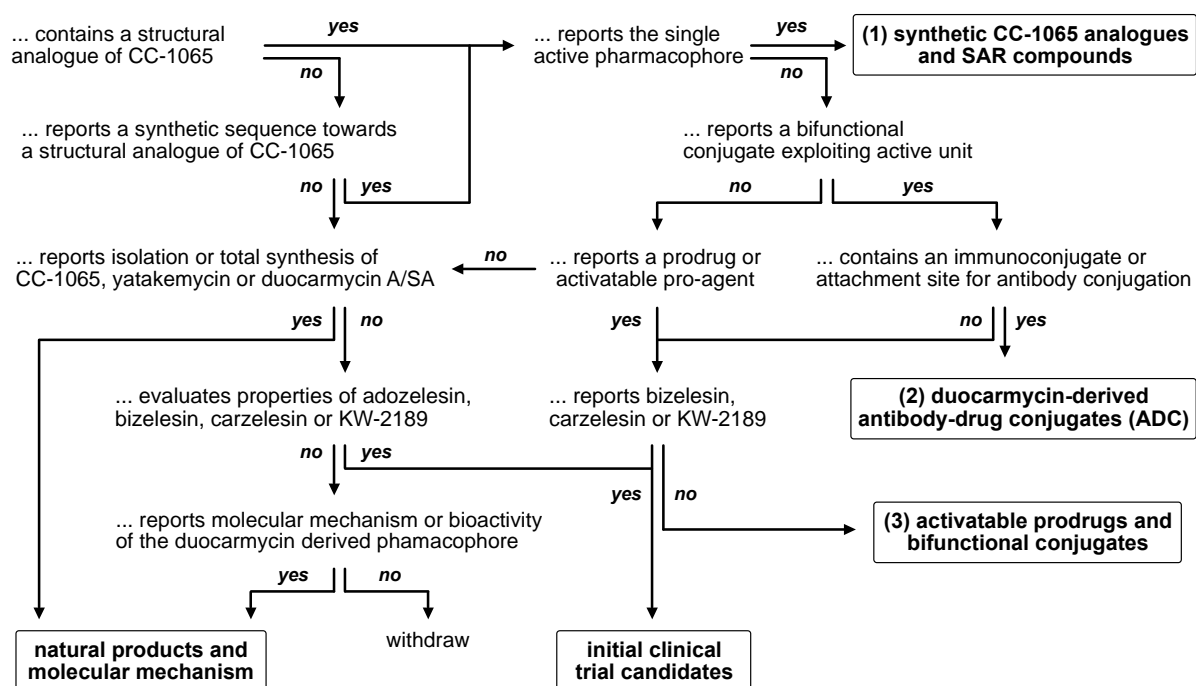 ... contains a structural
analogue of CC-1065
yes
no
... reports the single
active pharmacophore
yes
no
(1) synthetic CC-1065 analogues
and SAR compounds
... reports a synthetic sequence towards
a structural analogue of CC-1065
no
yes
... reports a bifunctional
conjugate exploiting active unit
no
yes
... reports isolation or total synthesis of
CC-1065, yatakemycin or duocarmycin A/SA
no
... reports a prodrug or
activatable pro-agent
... contains an immunoconjugate or
attachment site for antibody conjugation
yes
no
yes
no
yes
... evaluates properties of adozelesin,
bizelesin, carzelesin or KW-2189
... reports bizelesin,
carzelesin or KW-2189
(2) duocarmycin-derived
antibody-drug conjugates (ADC)
no
yes
yes
no
... reports molecular mechanism or bioactivity
of the duocarmycin derived phamacophore
(3) activatable prodrugs and
bifunctional conjugates
yes
no
natural products and
molecular mechanism
withdraw
initial clinical
trial candidates